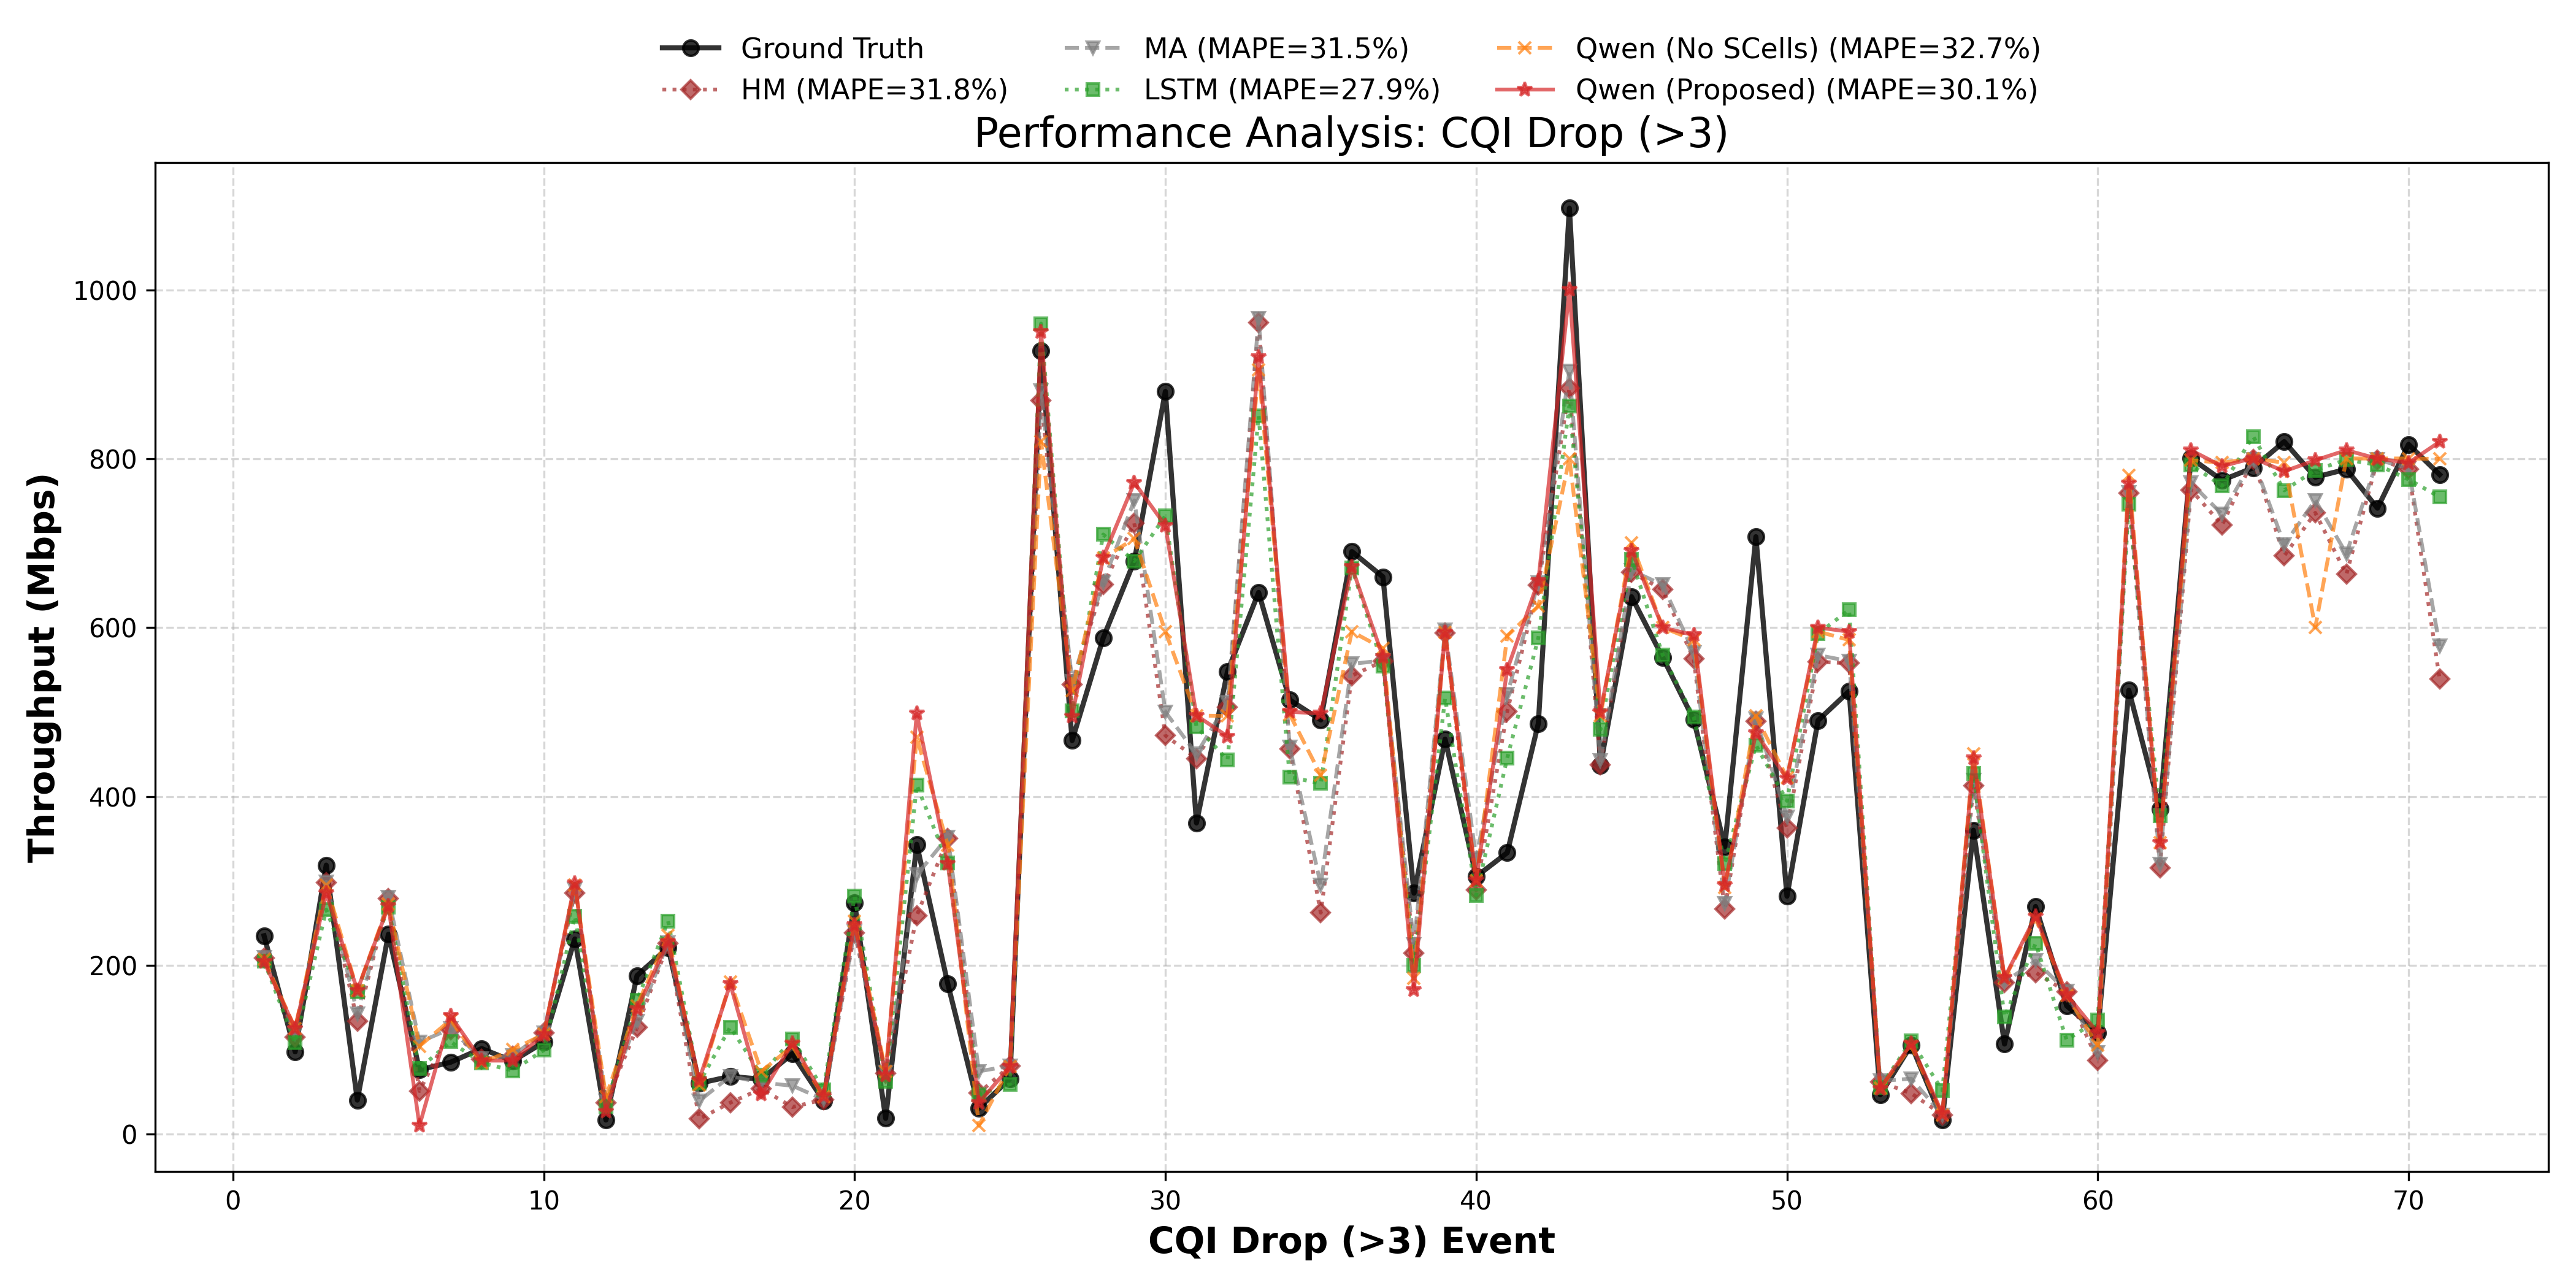 Ground Truth
HM (MAPE=31.8%)
MA (MAPE=31.5%)
LSTM (MAPE=27.9%)
Qwen (No SCells) (MAPE=32.7%)
Qwen (Proposed) (MAPE=30.1%)
Performance Analysis: CQI Drop (>3)
Throughput (Mbps)
1000
800
600
400
200
0
0 10 20 30 40 50 60 70
CQI Drop (>3) Event